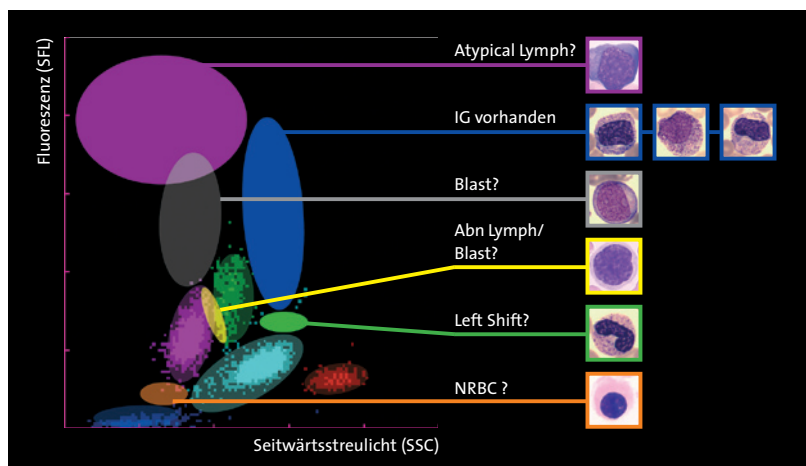 Atypical Lymph?
IG vorhanden
Blast?
Abn Lymph/
Blast?
Left Shift?
NRBC ?
Fluoreszenz (SFL)
Seitwärtsstreulicht (SSC)